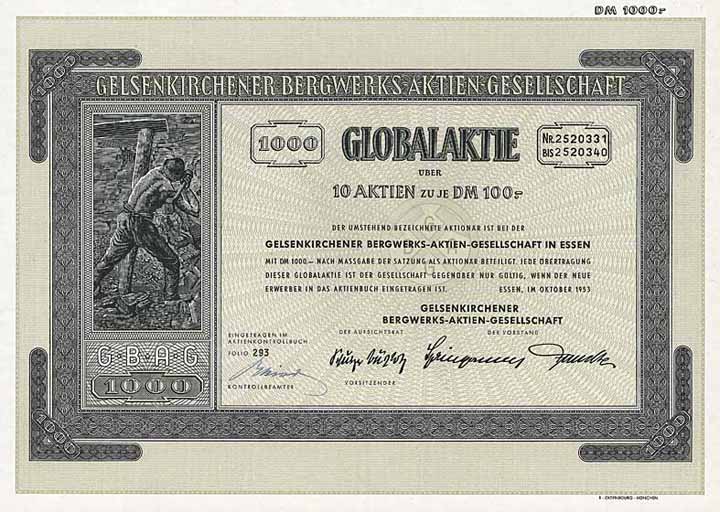 DM 1000.-
1000
1000
GELSENKIRCHENER BERGWERKS-AKTIEN-GESELLSCHAFT
1000
GLOBALAKTIE
NR. 2520331
BIS 2520340
ÜBER
10 AKTIEN ZU JE DM 100.-
DER UMSTEHEND BEZEICHNETE AKTIONÄR IST BEI DER
GELSENKIRCHENER BERGWERKS-AKTIEN-GESELLSCHAFT IN ESSEN
MIT DM 1000.- NACH MASSGABE DER SATZUNG ALS AKTIONÄR BETEILIGT. JEDE ÜBERTRAGUNG
DIESER GLOBALAKTIE IST DER GESELLSCHAFT GEGENÜBER NUR GÜLTIG, WENN DER NEUE
ERWERBER IN DAS AKTIENBUCH EINGETRAGEN IST. ESSEN, IM OKTOBER 1953
GELSENKIRCHENER
BERGWERKS-AKTIEN-GESELLSCHAFT
EINGETRAGEN IM
AKTIENKONTROLLBUCH
DER AUFSICHTSRAT DER VORSTAND
FOLIO 293
KONTROLLBEAMTER
VORSITZENDER
G·B·A·G
1000
1000
1000